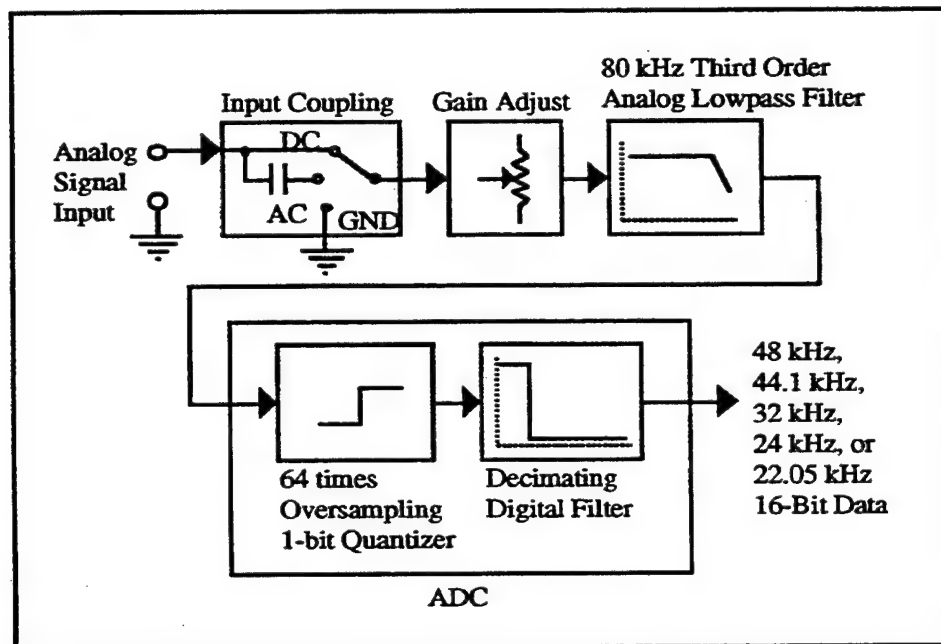 80 kHz Third Order
Analog Lowpass Filter
Input Coupling
Gain Adjust
Analog
Signal
Input
DC
AC
GND
48 kHz,
44.1 kHz,
32 kHz,
24 kHz, or
22.05 kHz
16-Bit Data
64 times
Oversampling
1-bit Quantizer
Decimating
Digital Filter
ADC